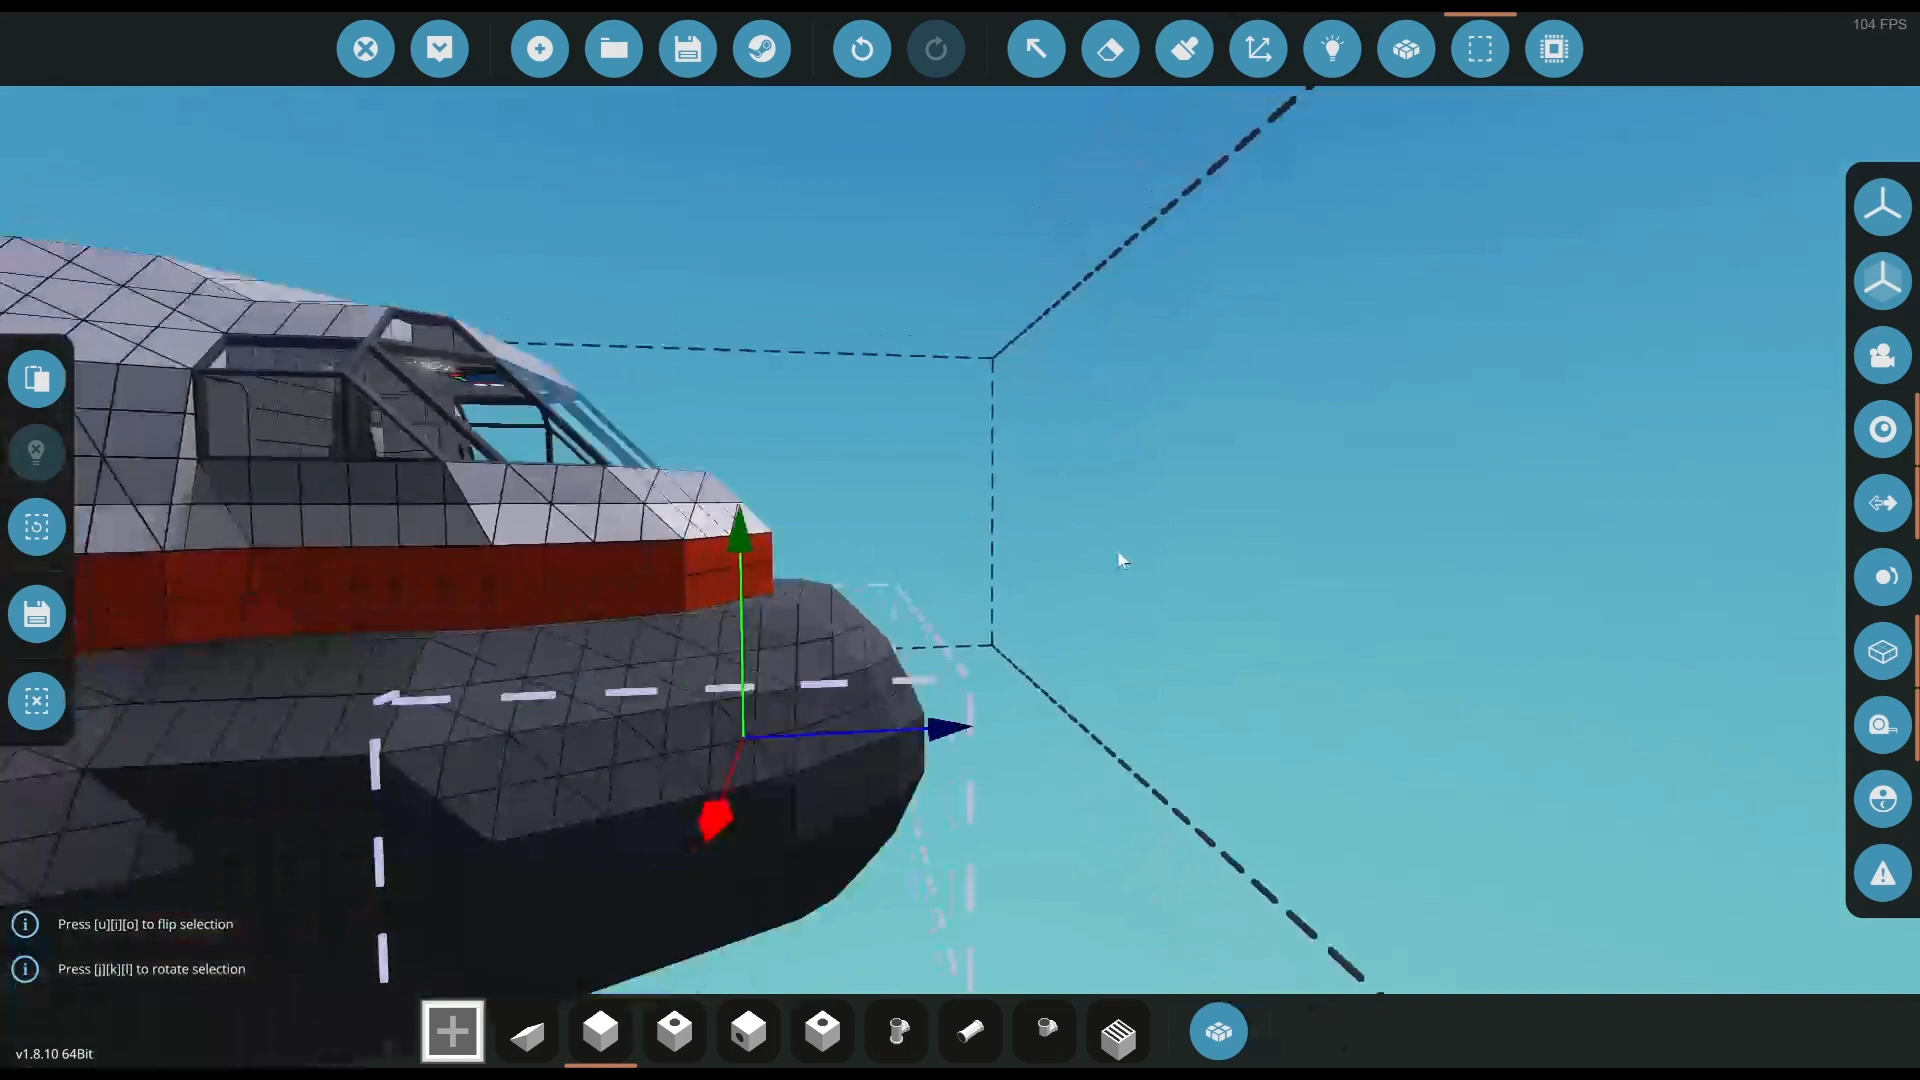 104 FPS
Press [u][i][o] to flip selection
Press [j][k][l] to rotate selection
v1.8.10 64Bit